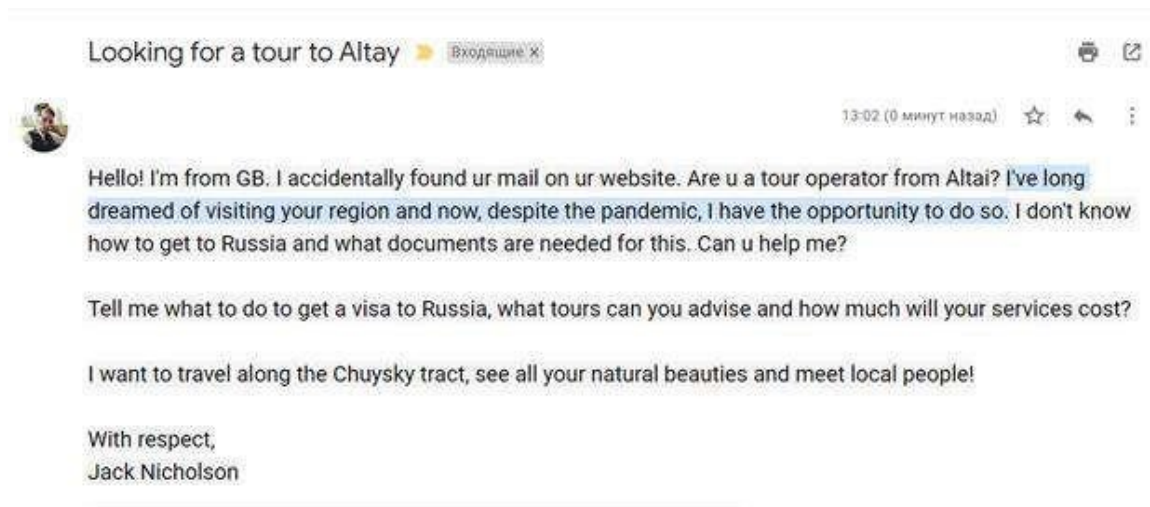 Looking for a tour to Altay Входящие ×
13:02 (0 минут назад)
Hello! I'm from GB. I accidentally found ur mail on ur website. Are u a tour operator from Altai? I've long
dreamed of visiting your region and now, despite the pandemic, I have the opportunity to do so. I don't know
how to get to Russia and what documents are needed for this. Can u help me?
Tell me what to do to get a visa to Russia, what tours can you advise and how much will your services cost?
I want to travel along the Chuysky tract, see all your natural beauties and meet local people!
With respect,
Jack Nicholson